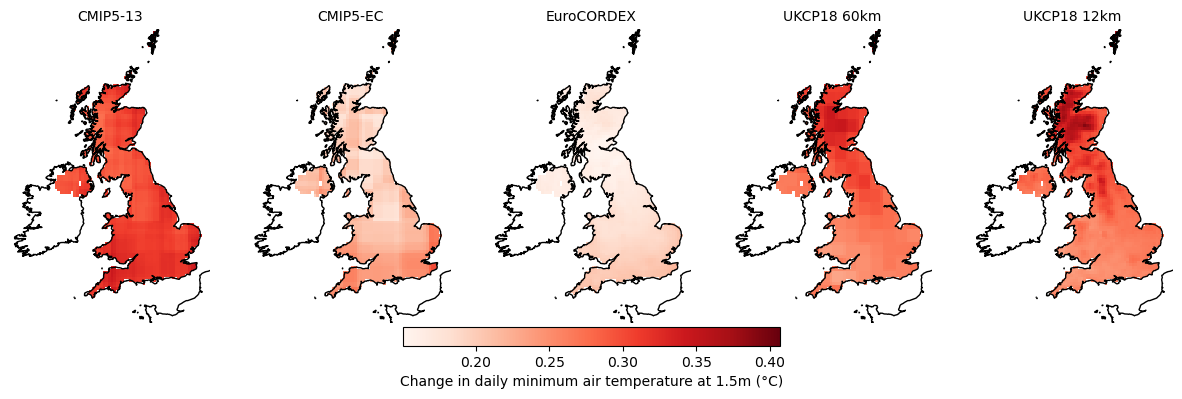 CMIP5-13
CMIP5-EC
EuroCORDEX
UKCP18 60km
UKCP18 12km
0.20 0.25 0.30 0.35 0.40
Change in daily minimum air temperature at 1.5m (°C)